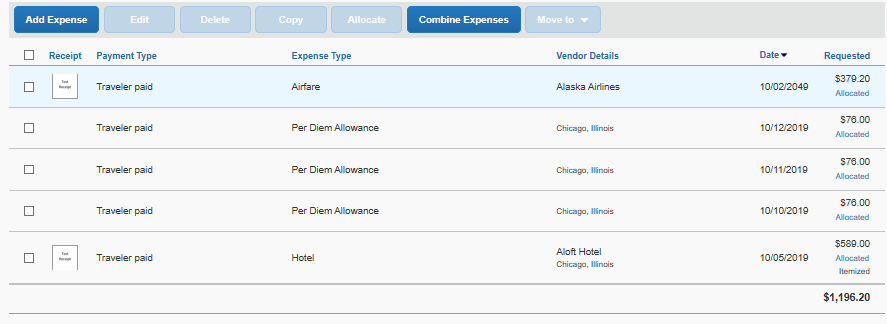 Add Expense Edit Delete Copy Allocate Combine Expenses Move to
Receipt Payment Type Expense Type Vendor Details Date Requested
Test Receipt Traveler paid Airfare Alaska Airlines 10/02/2049 $379.20
Allocated
Traveler paid Per Diem Allowance Chicago, Illinois 10/12/2019 $76.00
Allocated
Traveler paid Per Diem Allowance Chicago, Illinois 10/11/2019 $76.00
Allocated
Traveler paid Per Diem Allowance Chicago, Illinois 10/10/2019 $76.00
Allocated
Test Receipt Traveler paid Hotel Aloft Hotel 10/05/2019 $589.00
Chicago, Illinois Allocated
Itemized
$1,196.20